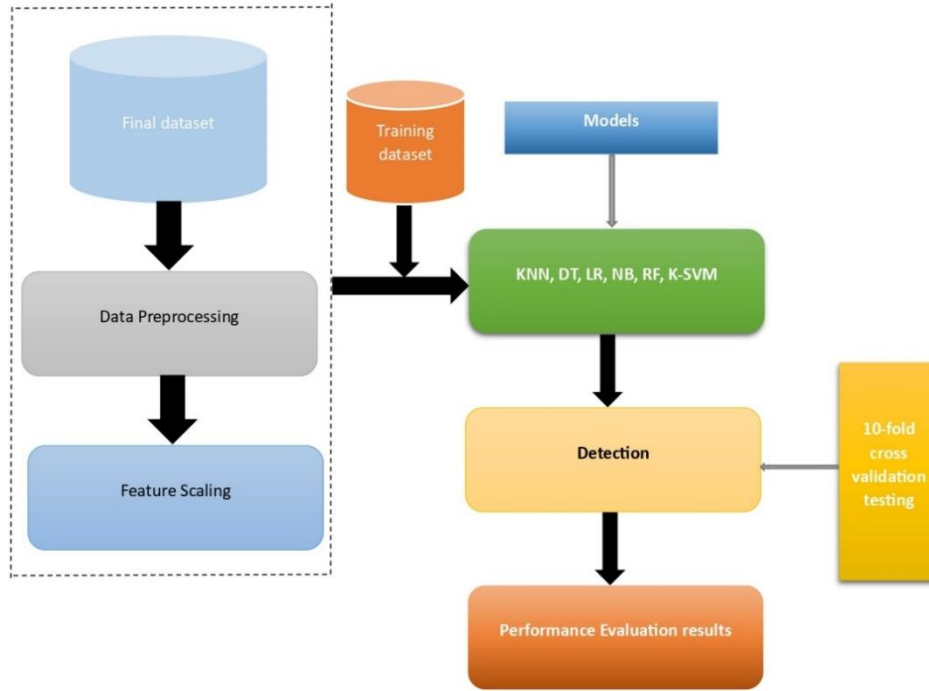 Final dataset
Data Preprocessing
Feature Scaling
Training
dataset
Models
KNN, DT, LR, NB, RF, K-SVM
Detection
10-fold
cross
validation
testing
Performance Evaluation results